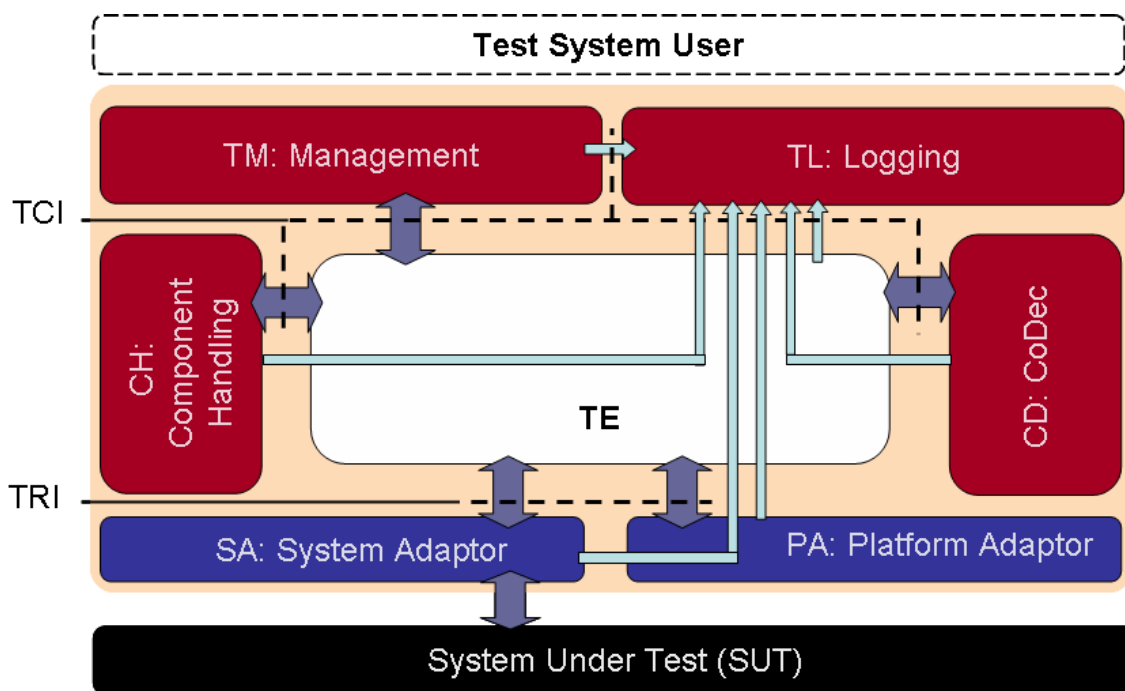 Test System User
TM: Management
TL: Logging
TCI
CH:
Component
Handling
CD: CoDec
TE
TRI
SA: System Adaptor
PA: Platform Adaptor
System Under Test (SUT)